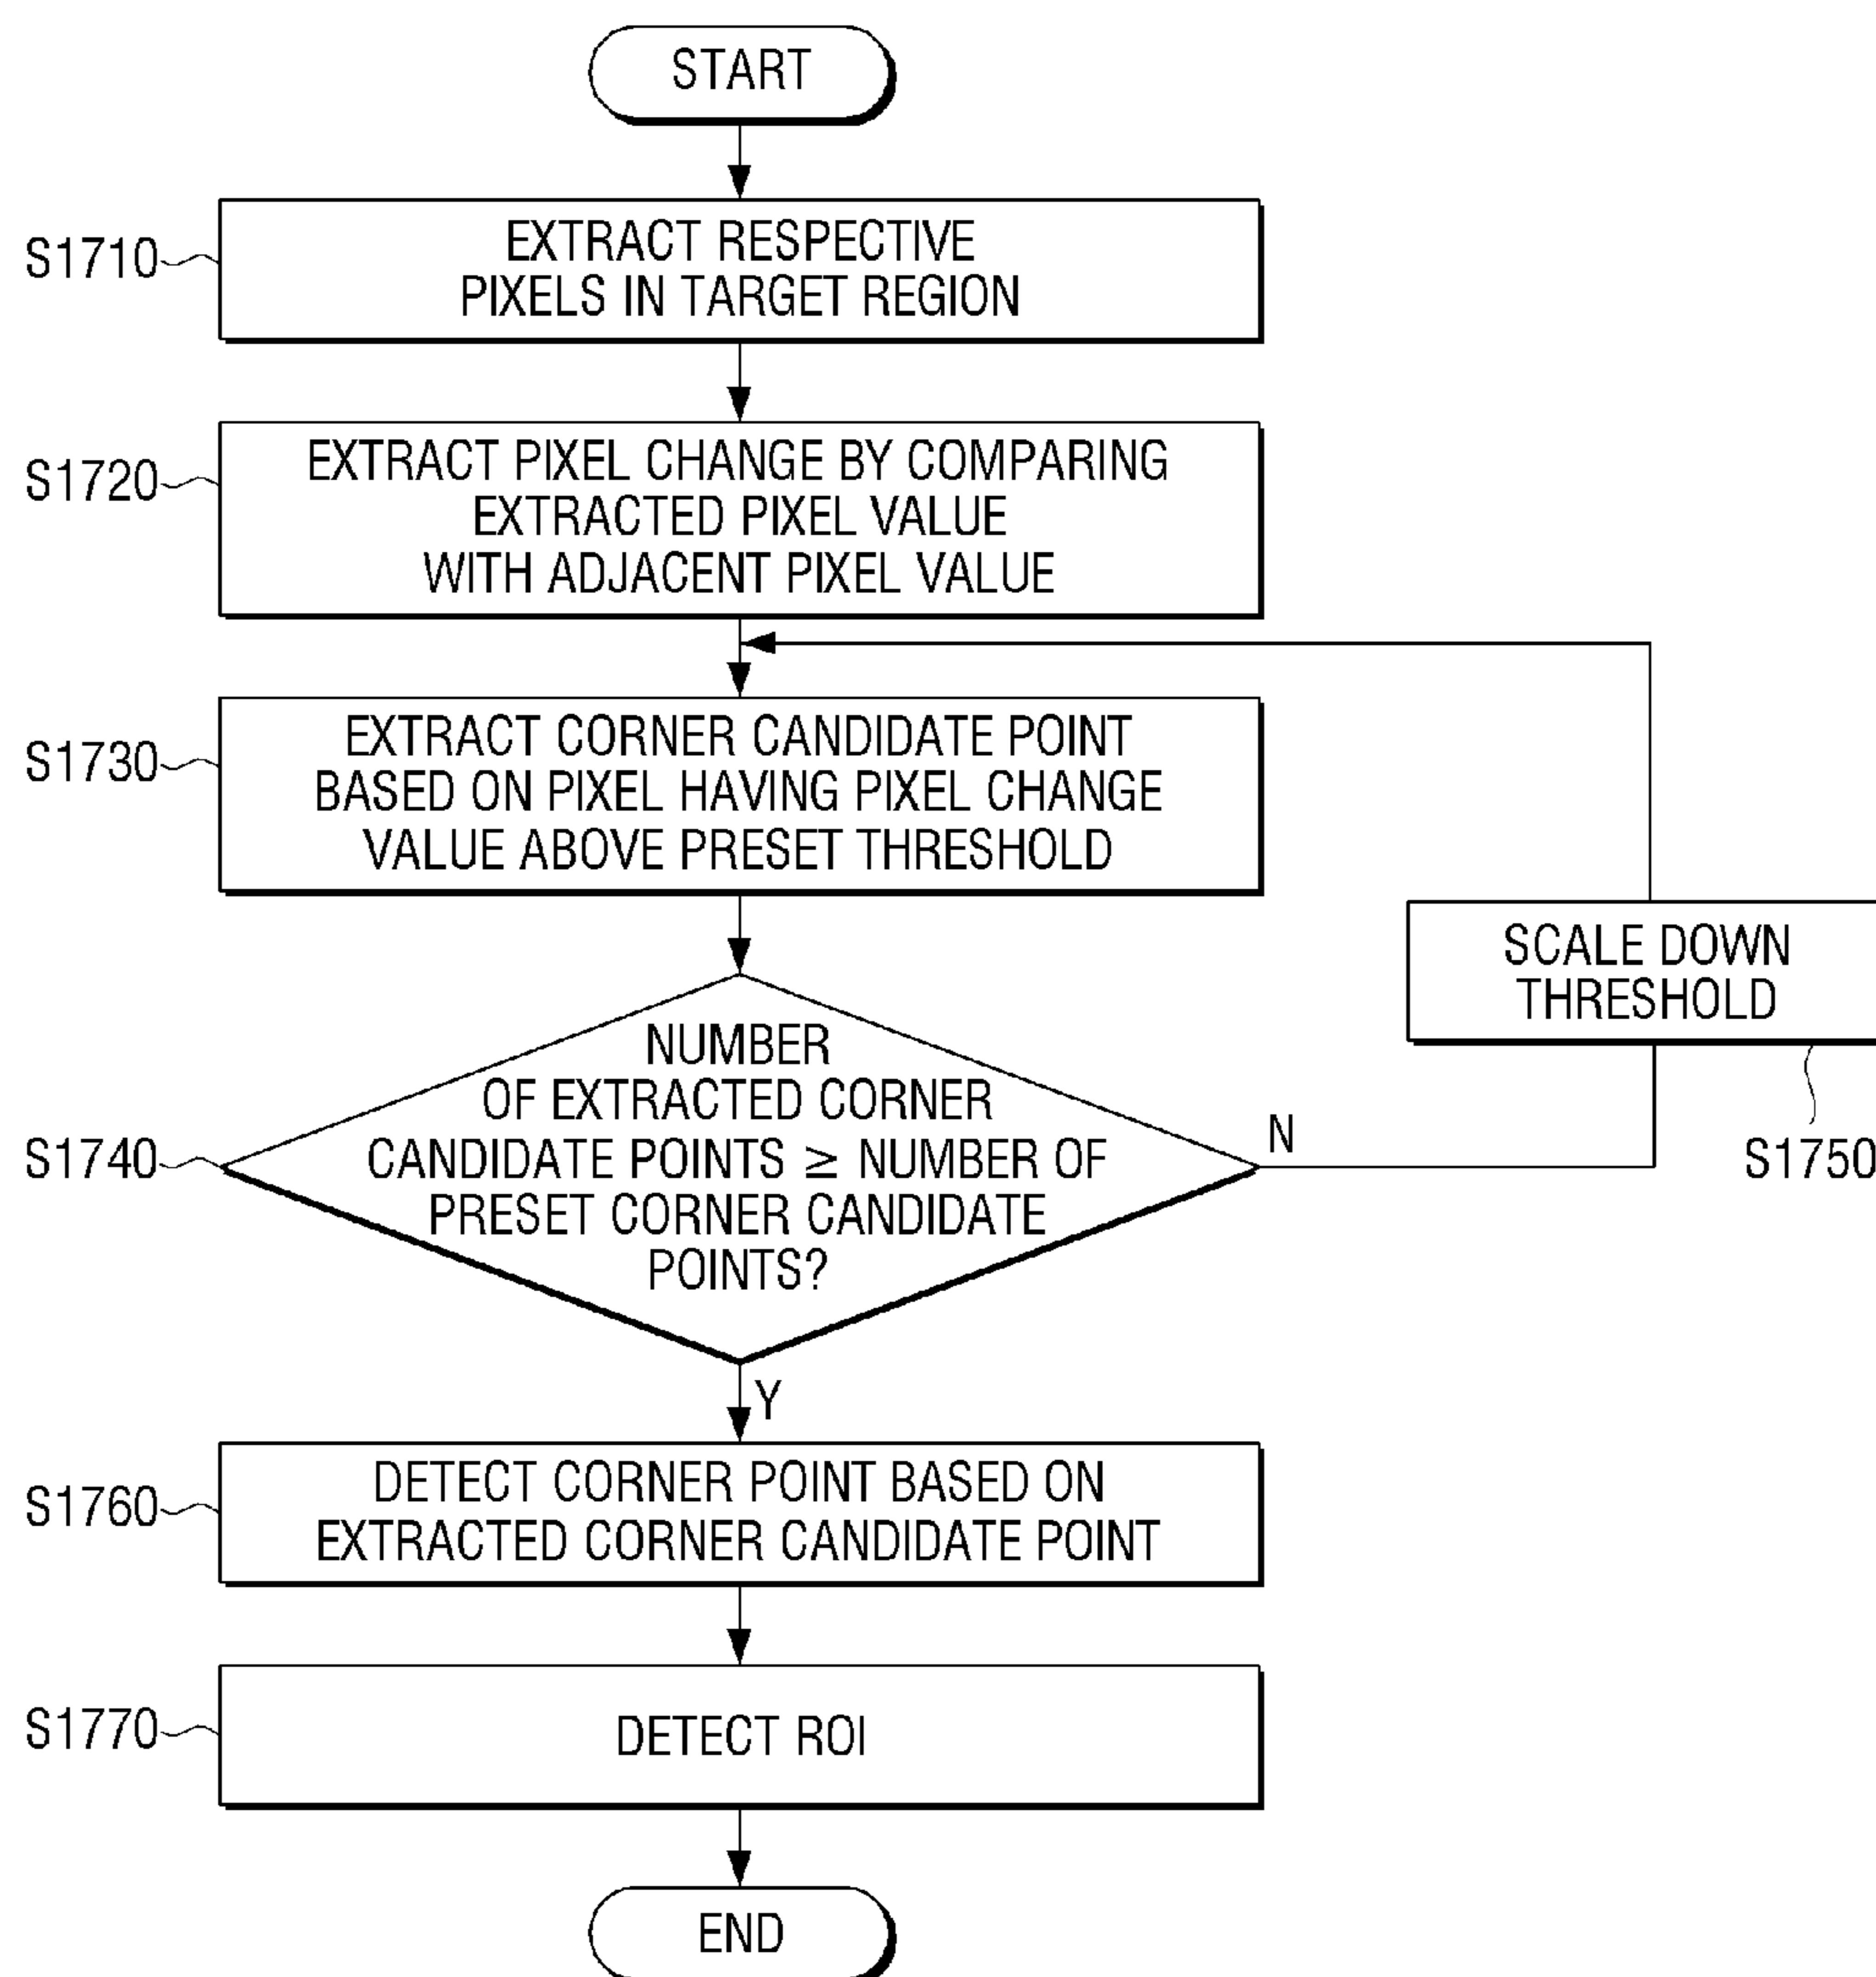 START
S1710
EXTRACT RESPECTIVE
PIXELS IN TARGET REGION
S1720
EXTRACT PIXEL CHANGE BY COMPARING
EXTRACTED PIXEL VALUE
WITH ADJACENT PIXEL VALUE
S1730
EXTRACT CORNER CANDIDATE POINT
BASED ON PIXEL HAVING PIXEL CHANGE
VALUE ABOVE PRESET THRESHOLD
SCALE DOWN
THRESHOLD
S1750
S1740
NUMBER
OF EXTRACTED CORNER
CANDIDATE POINTS ≥ NUMBER OF
PRESET CORNER CANDIDATE
POINTS?
N
Y
S1760
DETECT CORNER POINT BASED ON
EXTRACTED CORNER CANDIDATE POINT
S1770
DETECT ROI
END